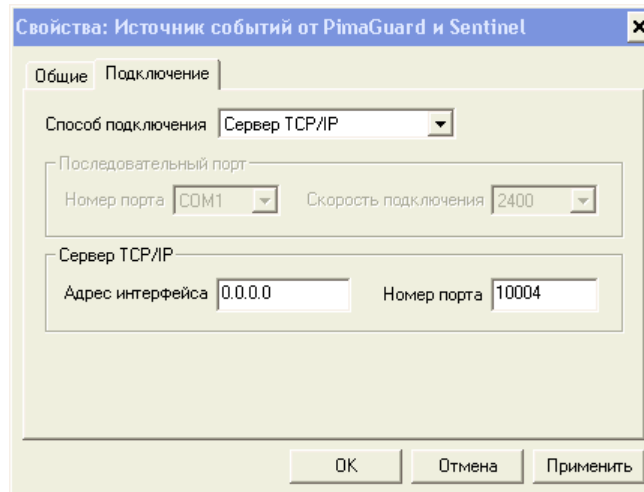 Свойства: Источник событий от PimaGuard и Sentinel
Общие Подключение
Способ подключения Сервер TCP/IP
Последовательный порт
Номер порта COM1 Скорость подключения 2400
Сервер TCP/IP
Адрес интерфейса 0.0.0.0 Номер порта 10004
OK Отмена Применить